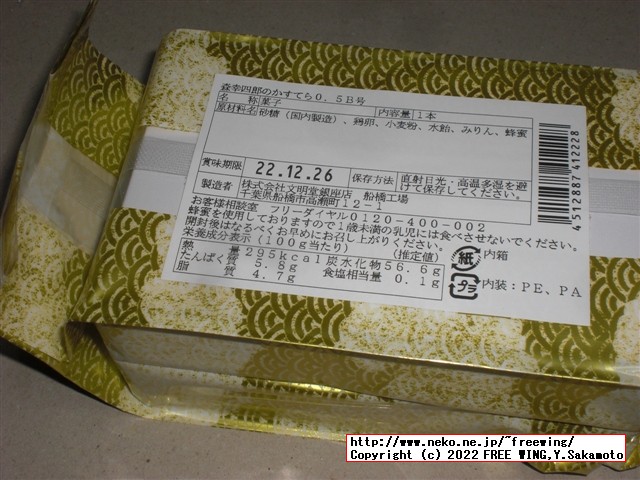 森幸四郎のかすてら0.5B号
名 称 菓子 内容量 1本
原材料名 砂糖(国内製造)、鶏卵、小麦粉、水飴、みりん、蜂蜜
賞味期限 22.12.26 保存方法 直射日光、高温多湿を避
けて保存してください。
製造者 株式会社文明堂銀座店 船橋工場
千葉県船橋市高瀬町12-1
お客様相談室 フリーダイヤル0120-400-002
蜂蜜を使用しておりますので1歳未満の乳児には食べさせないでください。
開封後はなるべくお早めにお召し上がりください。
栄養成分表示(100g当たり) (推定値)
熱 量 295kcal 炭水化物 56.6g
たんぱく質 5.8g 食塩相当量 0.1g
脂 質 4.7g
紙 内箱
プラ 内装:PE、PA
4512887412228
http://www.neko.ne.jp/~freewing/
Copyright (c) 2022 FREE WING,Y.Sakamoto